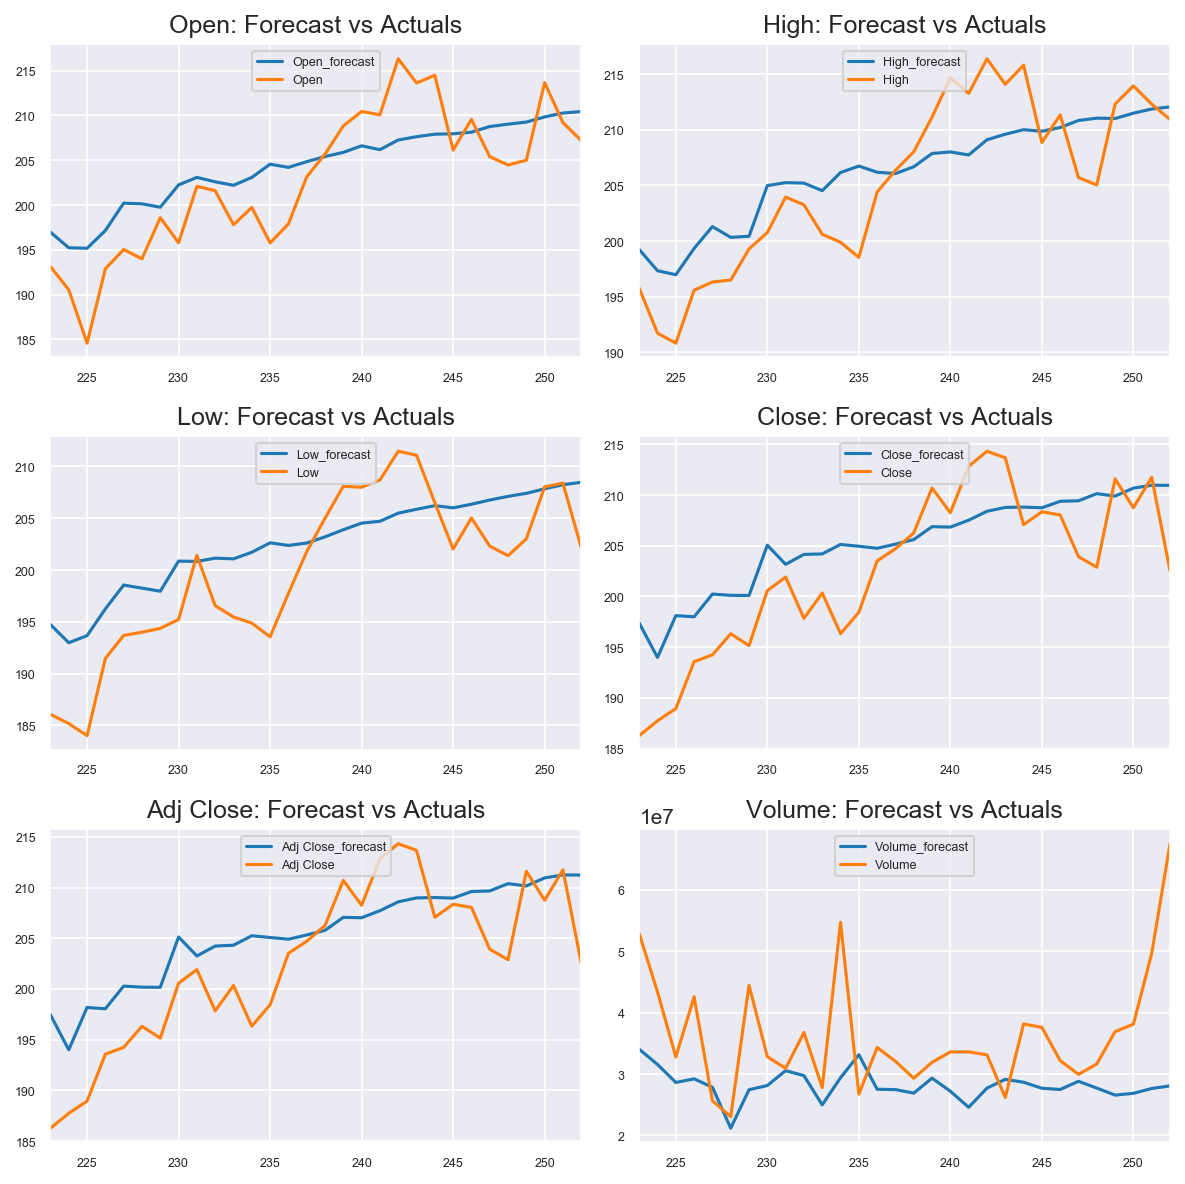 Open: Forecast vs Actuals
Open_forecast
Open
215
210
205
200
195
190
185
225 230 235 240 245 250
High: Forecast vs Actuals
High_forecast
High
215
210
205
200
195
190
225 230 235 240 245 250
Low: Forecast vs Actuals
Low_forecast
Low
210
205
200
195
190
185
225 230 235 240 245 250
Close: Forecast vs Actuals
Close_forecast
Close
215
210
205
200
195
190
185
225 230 235 240 245 250
Adj Close: Forecast vs Actuals
Adj Close_forecast
Adj Close
215
210
205
200
195
190
185
225 230 235 240 245 250
Volume: Forecast vs Actuals
1e7
Volume_forecast
Volume
6
5
4
3
2
225 230 235 240 245 250